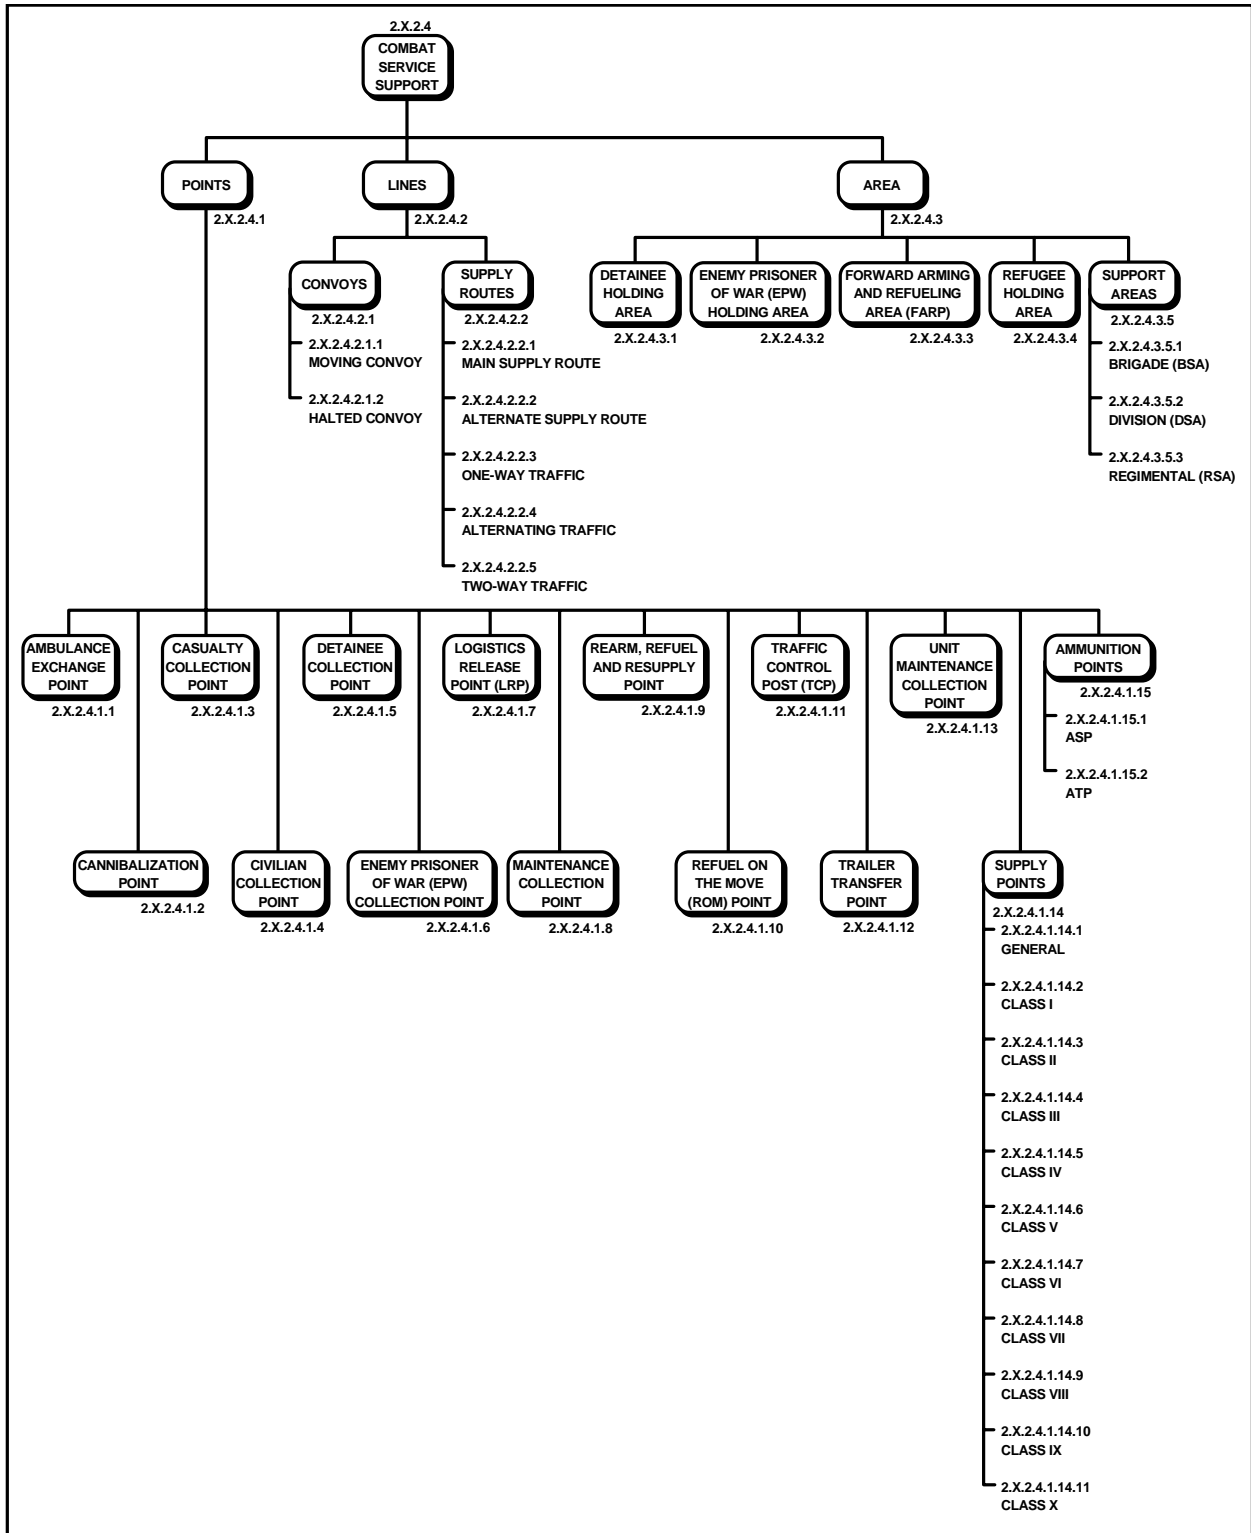 2.X.2.4
COMBAT
SERVICE
SUPPORT
POINTS
2.X.2.4.1
LINES
2.X.2.4.2
AREA
2.X.2.4.3
CONVOYS
2.X.2.4.2.1
2.X.2.4.2.1.1
MOVING CONVOY
2.X.2.4.2.1.2
HALTED CONVOY
SUPPLY
ROUTES
2.X.2.4.2.2
2.X.2.4.2.2.1
MAIN SUPPLY ROUTE
2.X.2.4.2.2.2
ALTERNATE SUPPLY ROUTE
2.X.2.4.2.2.3
ONE-WAY TRAFFIC
2.X.2.4.2.2.4
ALTERNATING TRAFFIC
2.X.2.4.2.2.5
TWO-WAY TRAFFIC
DETAINEE
HOLDING
AREA
2.X.2.4.3.1
ENEMY PRISONER
OF WAR (EPW)
HOLDING AREA
2.X.2.4.3.2
FORWARD ARMING
AND REFUELING
AREA (FARP)
2.X.2.4.3.3
REFUGEE
HOLDING
AREA
2.X.2.4.3.4
SUPPORT
AREAS
2.X.2.4.3.5
2.X.2.4.3.5.1
BRIGADE (BSA)
2.X.2.4.3.5.2
DIVISION (DSA)
2.X.2.4.3.5.3
REGIMENTAL (RSA)
AMBULANCE
EXCHANGE
POINT
2.X.2.4.1.1
CASUALTY
COLLECTION
POINT
2.X.2.4.1.3
DETAINEE
COLLECTION
POINT
2.X.2.4.1.5
LOGISTICS
RELEASE
POINT (LRP)
2.X.2.4.1.7
REARM, REFUEL
AND RESUPPLY
POINT
2.X.2.4.1.9
TRAFFIC
CONTROL
POST (TCP)
2.X.2.4.1.11
UNIT
MAINTENANCE
COLLECTION
POINT
2.X.2.4.1.13
AMMUNITION
POINTS
2.X.2.4.1.15
2.X.2.4.1.15.1
ASP
2.X.2.4.1.15.2
ATP
CANNIBALIZATION
POINT
2.X.2.4.1.2
CIVILIAN
COLLECTION
POINT
2.X.2.4.1.4
ENEMY PRISONER
OF WAR (EPW)
COLLECTION POINT
2.X.2.4.1.6
MAINTENANCE
COLLECTION
POINT
2.X.2.4.1.8
REFUEL ON
THE MOVE
(ROM) POINT
2.X.2.4.1.10
TRAILER
TRANSFER
POINT
2.X.2.4.1.12
SUPPLY
POINTS
2.X.2.4.1.14
2.X.2.4.1.14.1
GENERAL
2.X.2.4.1.14.2
CLASS I
2.X.2.4.1.14.3
CLASS II
2.X.2.4.1.14.4
CLASS III
2.X.2.4.1.14.5
CLASS IV
2.X.2.4.1.14.6
CLASS V
2.X.2.4.1.14.7
CLASS VI
2.X.2.4.1.14.8
CLASS VII
2.X.2.4.1.14.9
CLASS VIII
2.X.2.4.1.14.10
CLASS IX
2.X.2.4.1.14.11
CLASS X